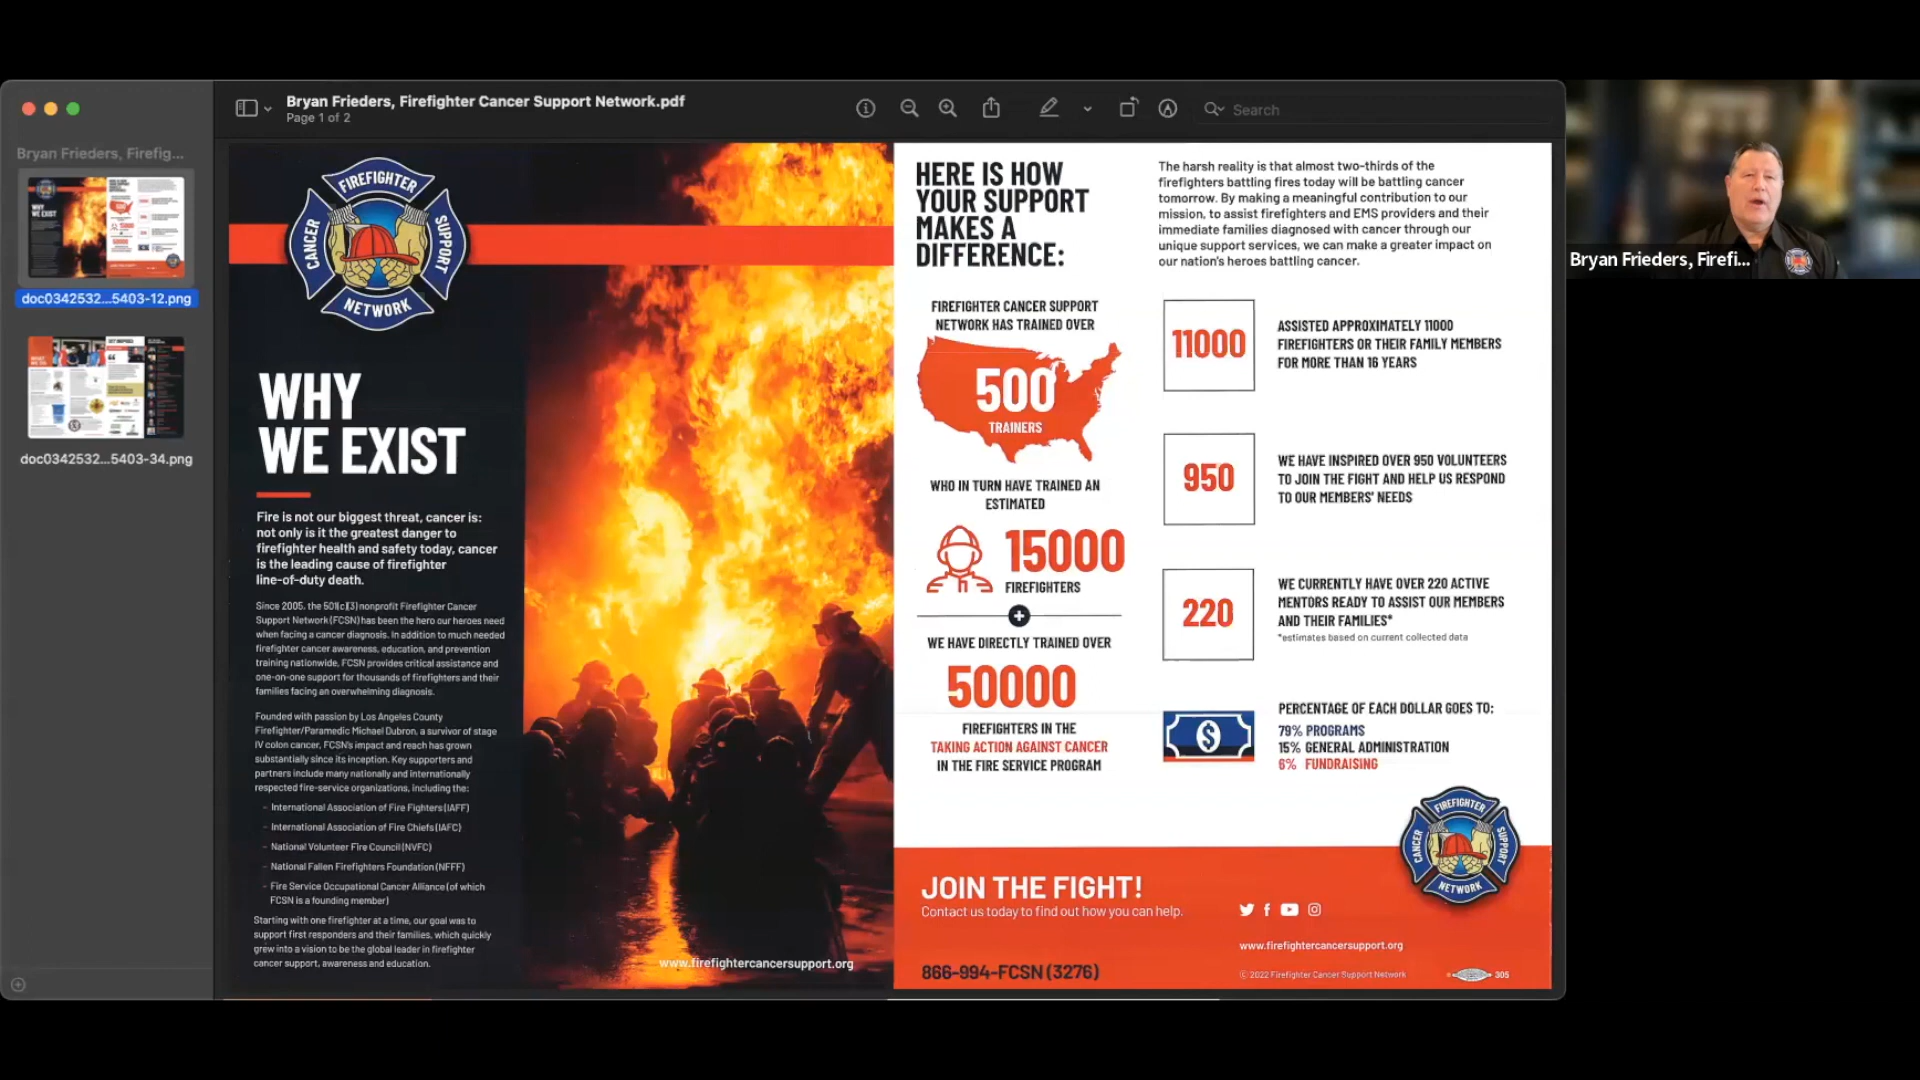 Bryan Frieders, Firefighter Cancer Support Network.pdf
Page 1 of 2
Search
Bryan Frieders, Firefig...
doc0342532...5403-12.png
doc0342532...5403-34.png
FIREFIGHTER
CANCER
SUPPORT
NETWORK
WHY
WE EXIST
Fire is not our biggest threat, cancer is:
not only is it the greatest danger to
firefighter health and safety today, cancer
is the leading cause of firefighter
line-of-duty death.
Since 2005, the 501(c)(3) nonprofit Firefighter Cancer
Support Network (FCSN) has been the hero our heroes need
when facing a cancer diagnosis. In addition to much needed
firefighter cancer awareness, education, and prevention
training nationwide, FCSN provides critical assistance and
one-on-one support for thousands of firefighters and their
families facing an overwhelming diagnosis.
Founded with passion by Los Angeles County
Firefighter/Paramedic Michael Dubron, a survivor of stage
IV colon cancer, FCSN's impact and reach has grown
substantially since its inception. Key supporters and
partners include many nationally and internationally
respected fire-service organizations, including the:
- International Association of Fire Fighters (IAFF)
- International Association of Fire Chiefs (IAFC)
- National Volunteer Fire Council (NVFC)
- National Fallen Firefighters Foundation (NFFF)
- Fire Service Occupational Cancer Alliance (of which
FCSN is a founding member)
Starting with one firefighter at a time, our goal was to
support first responders and their families, which quickly
grew into a vision to be the global leader in firefighter
cancer support, awareness and education.
www.firefightercancersupport.org
HERE IS HOW
YOUR SUPPORT
MAKES A
DIFFERENCE:
FIREFIGHTER CANCER SUPPORT
NETWORK HAS TRAINED OVER
500
TRAINERS
WHO IN TURN HAVE TRAINED AN
ESTIMATED
15000
FIREFIGHTERS
WE HAVE DIRECTLY TRAINED OVER
50000
FIREFIGHTERS IN THE
TAKING ACTION AGAINST CANCER
IN THE FIRE SERVICE PROGRAM
The harsh reality is that almost two-thirds of the
firefighters battling fires today will be battling cancer
tomorrow. By making a meaningful contribution to our
mission, to assist firefighters and EMS providers and their
immediate families diagnosed with cancer through our
unique support services, we can make a greater impact on
our nation's heroes battling cancer.
11000
ASSISTED APPROXIMATELY 11000
FIREFIGHTERS OR THEIR FAMILY MEMBERS
FOR MORE THAN 16 YEARS
950
WE HAVE INSPIRED OVER 950 VOLUNTEERS
TO JOIN THE FIGHT AND HELP US RESPOND
TO OUR MEMBERS' NEEDS
220
WE CURRENTLY HAVE OVER 220 ACTIVE
MENTORS READY TO ASSIST OUR MEMBERS
AND THEIR FAMILIES*
*estimates based on current collected data
$
PERCENTAGE OF EACH DOLLAR GOES TO:
79% PROGRAMS
15% GENERAL ADMINISTRATION
6% FUNDRAISING
FIREFIGHTER
CANCER
SUPPORT
NETWORK
JOIN THE FIGHT!
Contact us today to find out how you can help.
866-994-FCSN (3276)
www.firefightercancersupport.org
© 2022 Firefighter Cancer Support Network
305
Bryan Frieders, Firefi...